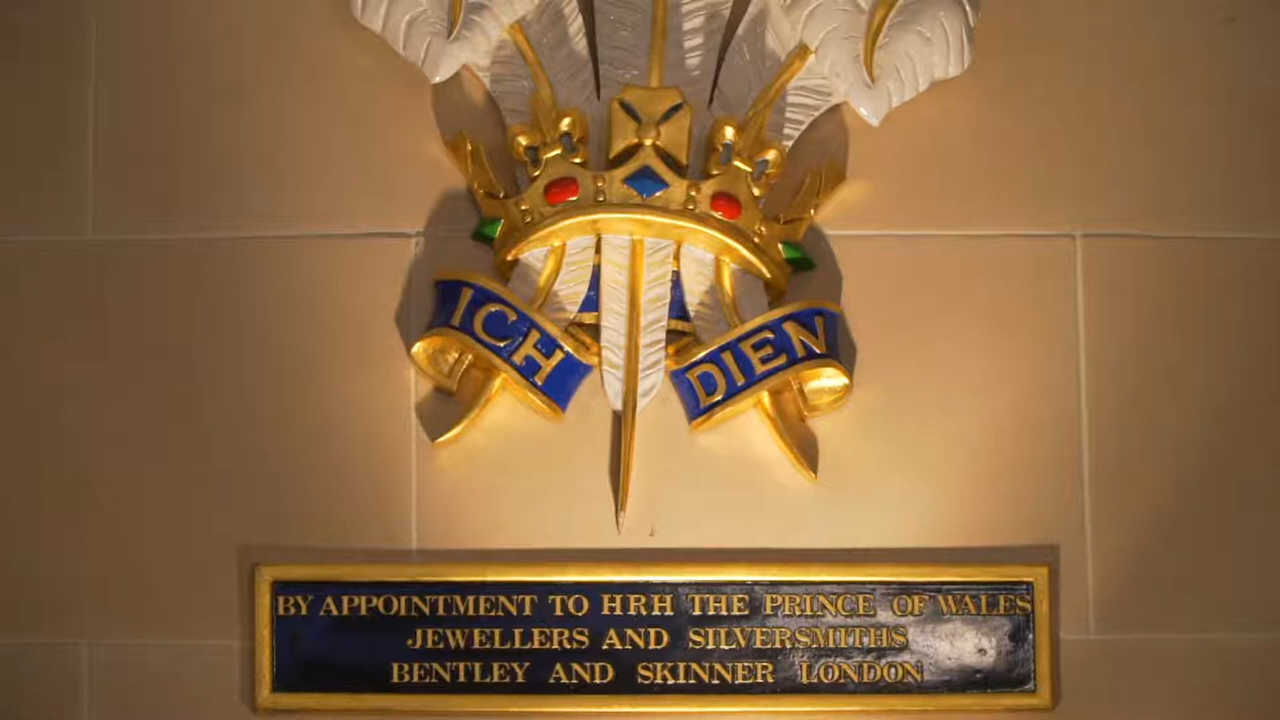 ICH DIEN
BY APPOINTMENT TO HRH THE PRINCE OF WALES
JEWELLERS AND SILVERSMITHS
BENTLEY AND SKINNER LONDON